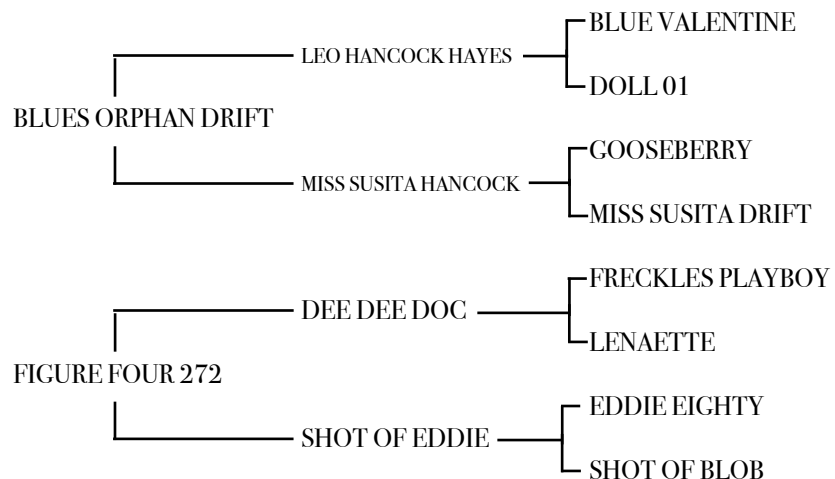 BLUE VALENTINE
LEO HANCOCK HAYES
DOLL 01
BLUES ORPHAN DRIFT
GOOSEBERRY
MISS SUSITA HANCOCK
MISS SUSITA DRIFT
FRECKLES PLAYBOY
DEE DEE DOC
LENAETTE
FIGURE FOUR 272
EDDIE EIGHTY
SHOT OF EDDIE
SHOT OF BLOB